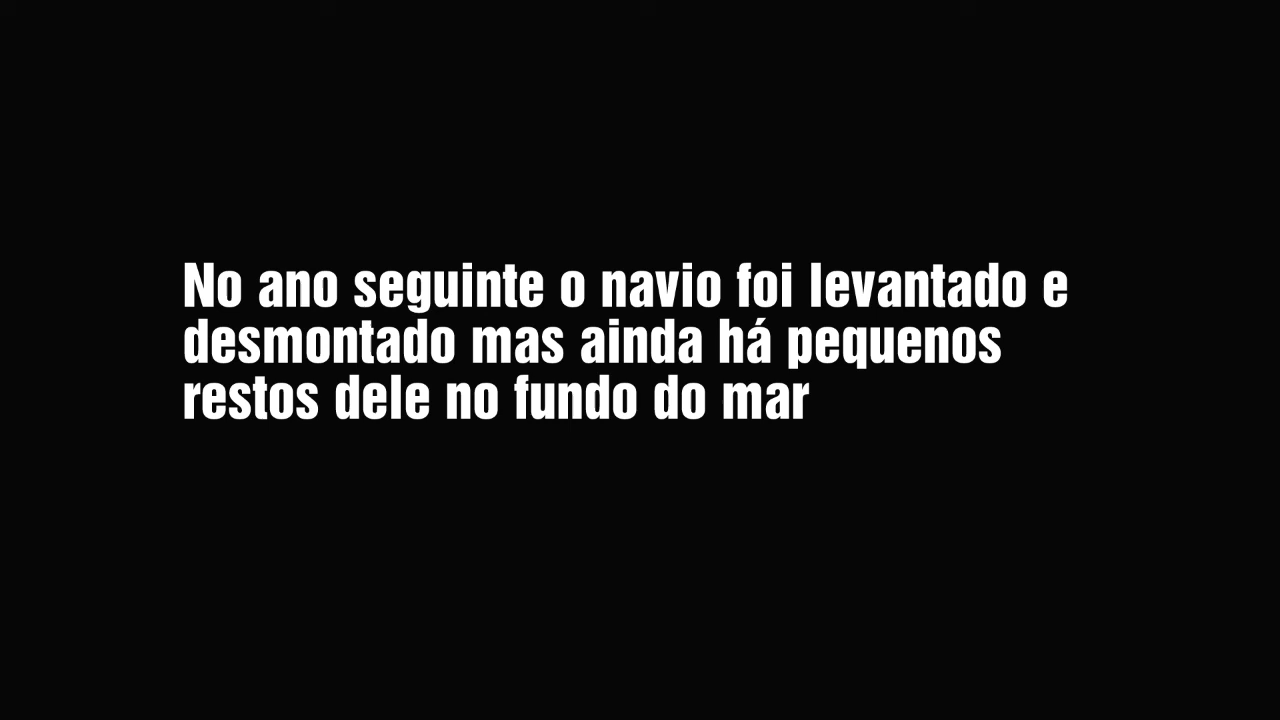 No ano seguinte o navio foi levantado e
desmontado mas ainda há pequenos
restos dele no fundo do mar